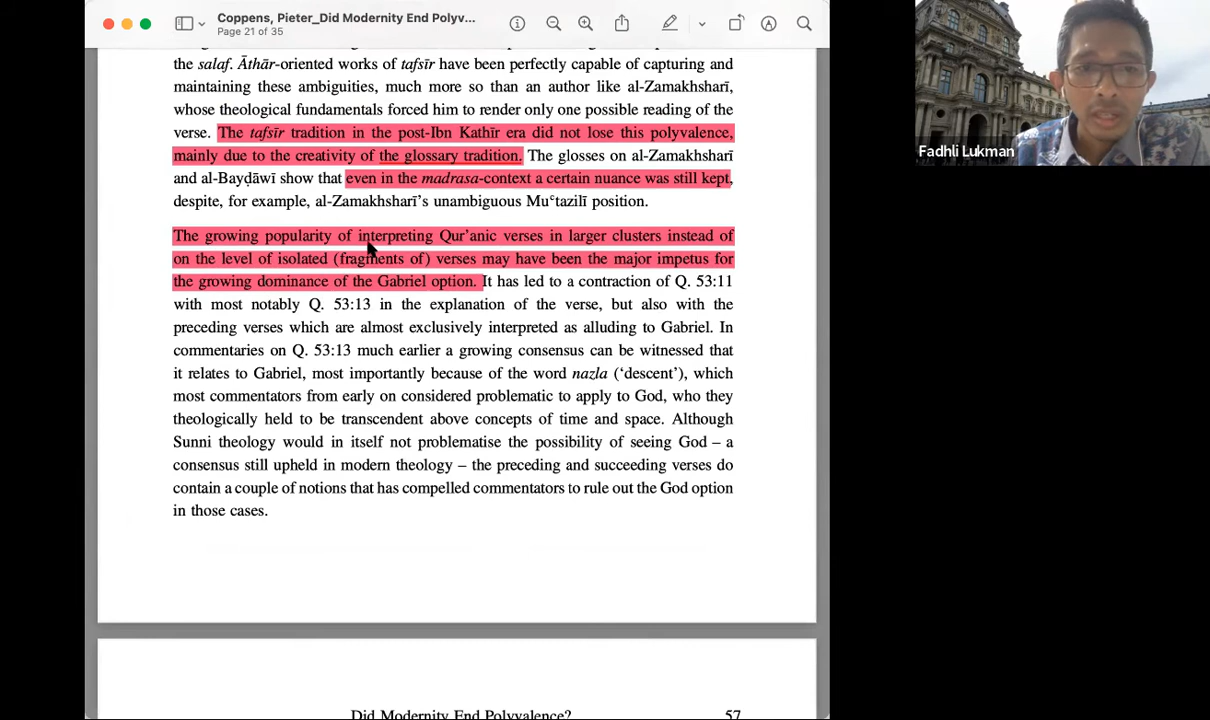 Coppens, Pieter_Did Modernity End Polyv...
Page 21 of 35
Fadhli Lukman
the salaf. Āthār-oriented works of tafsīr have been perfectly capable of capturing and
maintaining these ambiguities, much more so than an author like al-Zamakhsharī,
whose theological fundamentals forced him to render only one possible reading of the
verse. The tafsīr tradition in the post-Ibn Kathīr era did not lose this polyvalence,
mainly due to the creativity of the glossary tradition. The glosses on al-Zamakhsharī
and al-Bayḍāwī show that even in the madrasa-context a certain nuance was still kept,
despite, for example, al-Zamakhsharī's unambiguous Muʿtazilī position.
The growing popularity of interpreting Qur'anic verses in larger clusters instead of
on the level of isolated (fragments of) verses may have been the major impetus for
the growing dominance of the Gabriel option. It has led to a contraction of Q. 53:11
with most notably Q. 53:13 in the explanation of the verse, but also with the
preceding verses which are almost exclusively interpreted as alluding to Gabriel. In
commentaries on Q. 53:13 much earlier a growing consensus can be witnessed that
it relates to Gabriel, most importantly because of the word nazla ('descent'), which
most commentators from early on considered problematic to apply to God, who they
theologically held to be transcendent above concepts of time and space. Although
Sunni theology would in itself not problematise the possibility of seeing God – a
consensus still upheld in modern theology – the preceding and succeeding verses do
contain a couple of notions that has compelled commentators to rule out the God option
in those cases.
Did Modernity End Polyvalence? 57